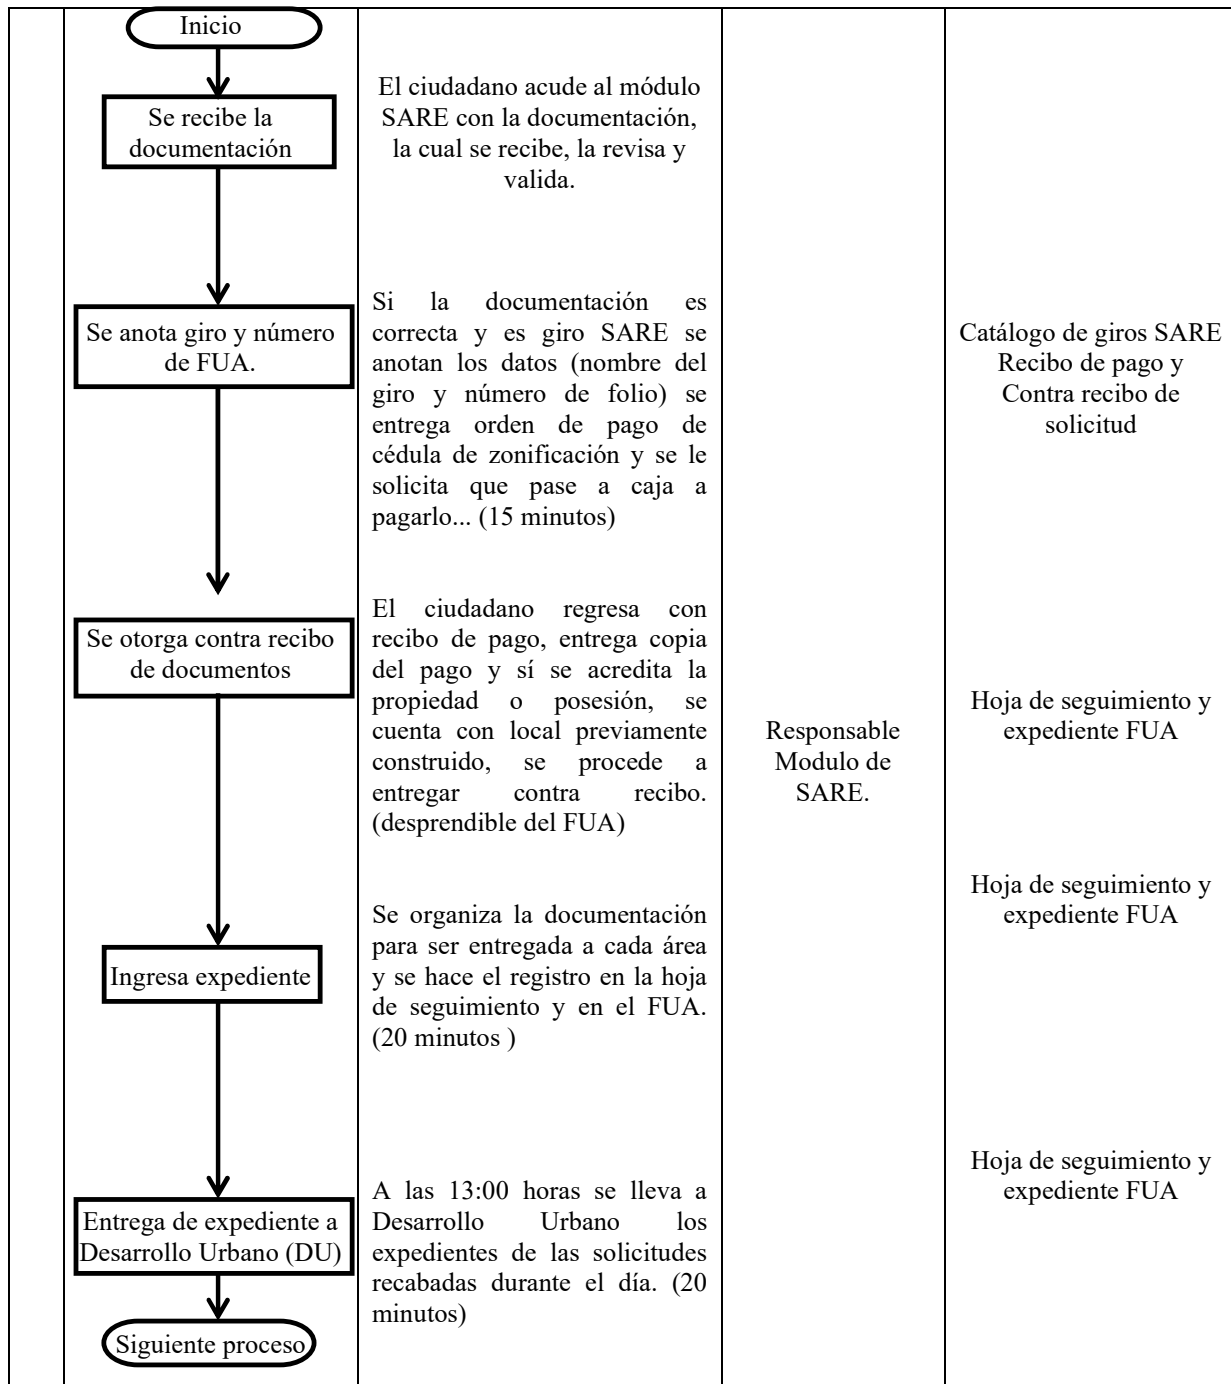 Inicio
Se recibe la
documentación
El ciudadano acude al módulo
SARE con la documentación,
la cual se recibe, la revisa y
valida.
Se anota giro y número
de FUA.
Si la documentación es
correcta y es giro SARE se
anotan los datos (nombre del
giro y número de folio) se
entrega orden de pago de
cédula de zonificación y se le
solicita que pase a caja a
pagarlo... (15 minutos)
Catálogo de giros SARE
Recibo de pago y
Contra recibo de
solicitud
Se otorga contra recibo
de documentos
El ciudadano regresa con
recibo de pago, entrega copia
del pago y sí se acredita la
propiedad o posesión, se
cuenta con local previamente
construido, se procede a
entregar contra recibo.
(desprendible del FUA)
Responsable
Modulo de
SARE.
Hoja de seguimiento y
expediente FUA
Ingresa expediente
Se organiza la documentación
para ser entregada a cada área
y se hace el registro en la hoja
de seguimiento y en el FUA.
(20 minutos )
Hoja de seguimiento y
expediente FUA
Entrega de expediente a
Desarrollo Urbano (DU)
A las 13:00 horas se lleva a
Desarrollo Urbano los
expedientes de las solicitudes
recabadas durante el día. (20
minutos)
Hoja de seguimiento y
expediente FUA
Siguiente proceso